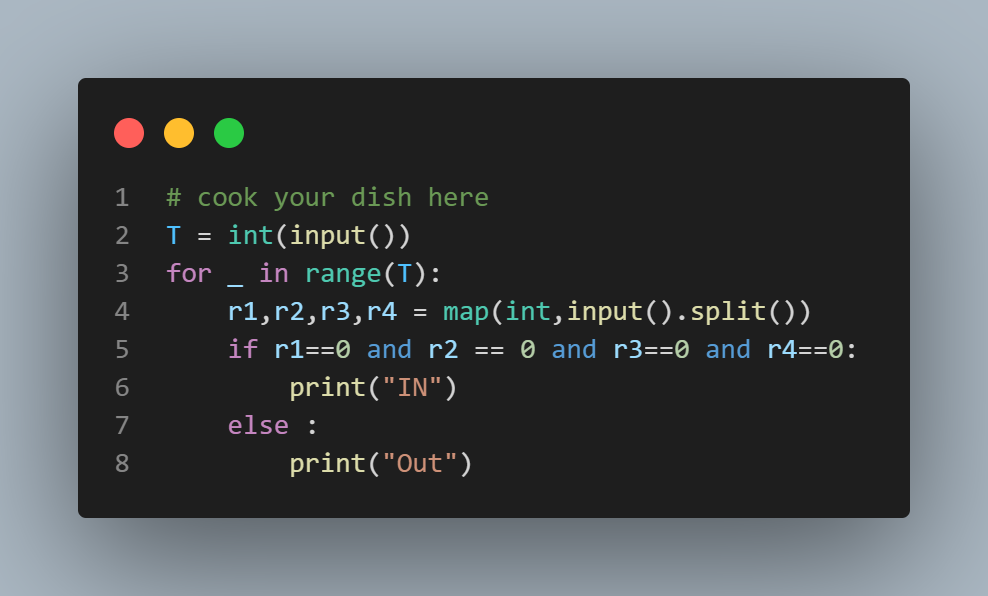 1 # cook your dish here
2 T = int(input())
3 for _ in range(T):
4     r1,r2,r3,r4 = map(int,input().split())
5     if r1==0 and r2 == 0 and r3==0 and r4==0:
6         print("IN")
7     else :
8         print("Out")